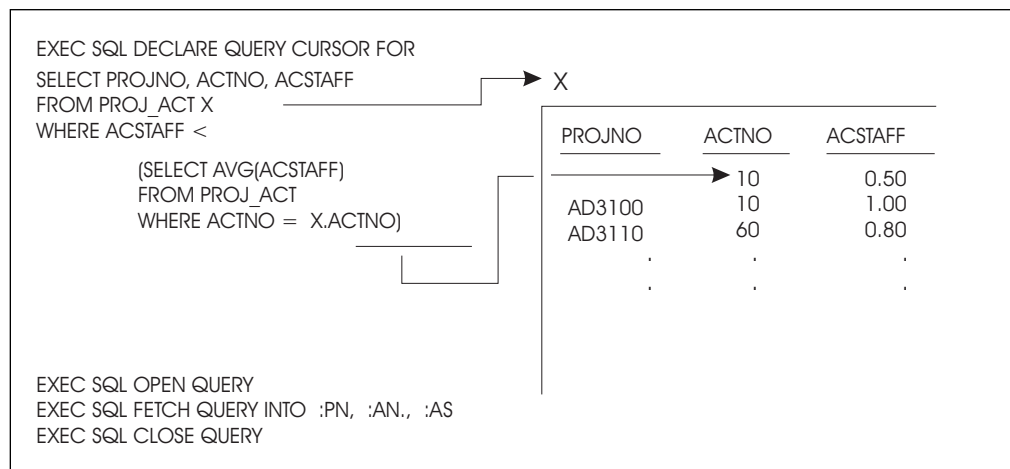 EXEC SQL DECLARE QUERY CURSOR FOR
SELECT PROJNO, ACTNO, ACSTAFF
FROM PROJ_ACT X
WHERE ACSTAFF <
(SELECT AVG(ACSTAFF)
FROM PROJ_ACT
WHERE ACTNO = X.ACTNO)
X
PROJNO ACTNO ACSTAFF
10 0.50
AD3100 10 1.00
AD3110 60 0.80
. . .
. . .
EXEC SQL OPEN QUERY
EXEC SQL FETCH QUERY INTO :PN, :AN., :AS
EXEC SQL CLOSE QUERY